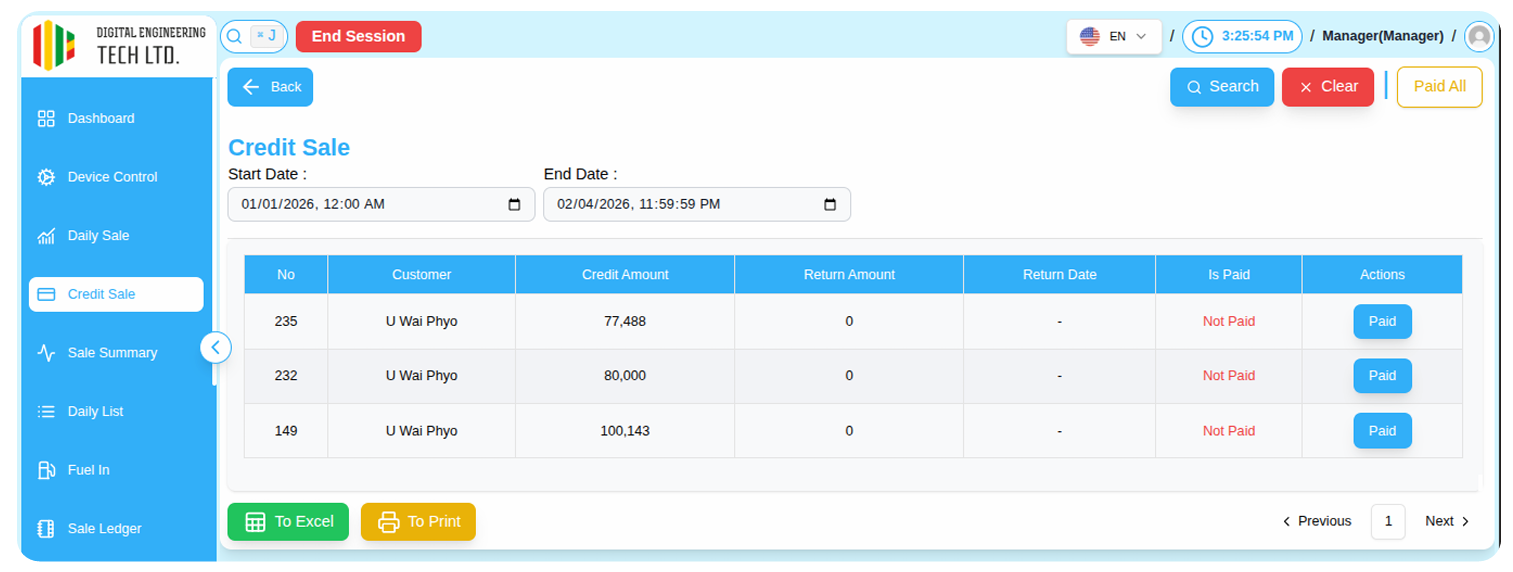 DIGITAL ENGINEERING
TECH LTD.
⌘ J
End Session
EN
/
3:25:54 PM
/
Manager(Manager)
/
Dashboard
Device Control
Daily Sale
Credit Sale
Sale Summary
Daily List
Fuel In
Sale Ledger
Back
Search
Clear
Paid All
Credit Sale
Start Date :
End Date :
01/01/2026, 12:00 AM
02/04/2026, 11:59:59 PM
No Customer Credit Amount Return Amount Return Date Is Paid Actions
235 U Wai Phyo 77,488 0 - Not Paid Paid
232 U Wai Phyo 80,000 0 - Not Paid Paid
149 U Wai Phyo 100,143 0 - Not Paid Paid
To Excel
To Print
Previous
1
Next